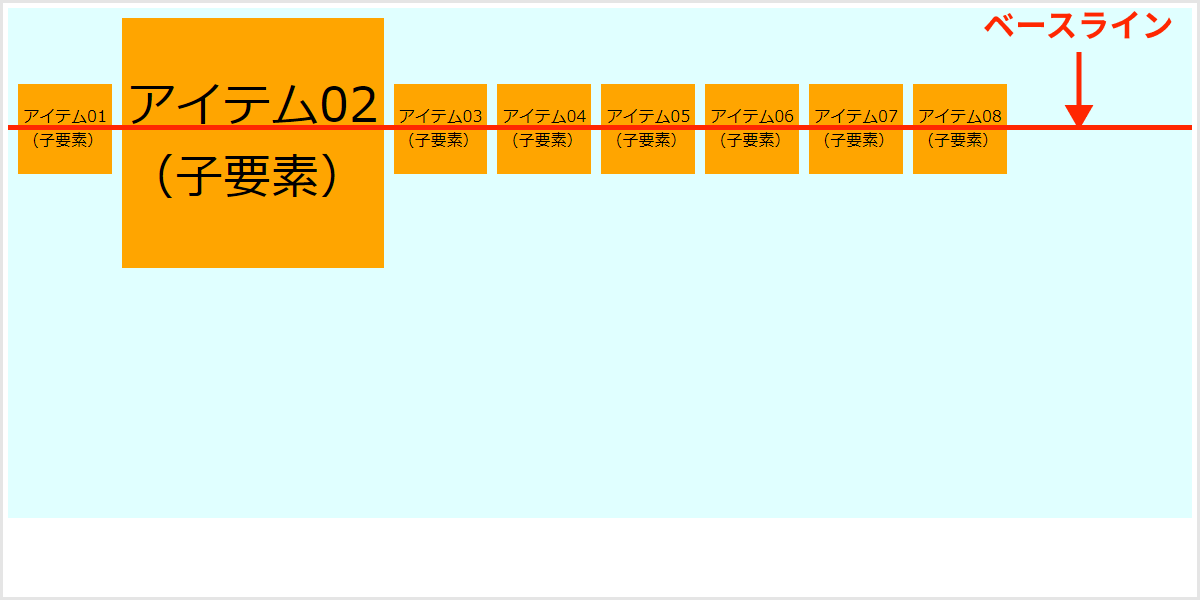 ベースライン
アイテム01
（子要素）
アイテム02
（子要素）
アイテム03
（子要素）
アイテム04
（子要素）
アイテム05
（子要素）
アイテム06
（子要素）
アイテム07
（子要素）
アイテム08
（子要素）